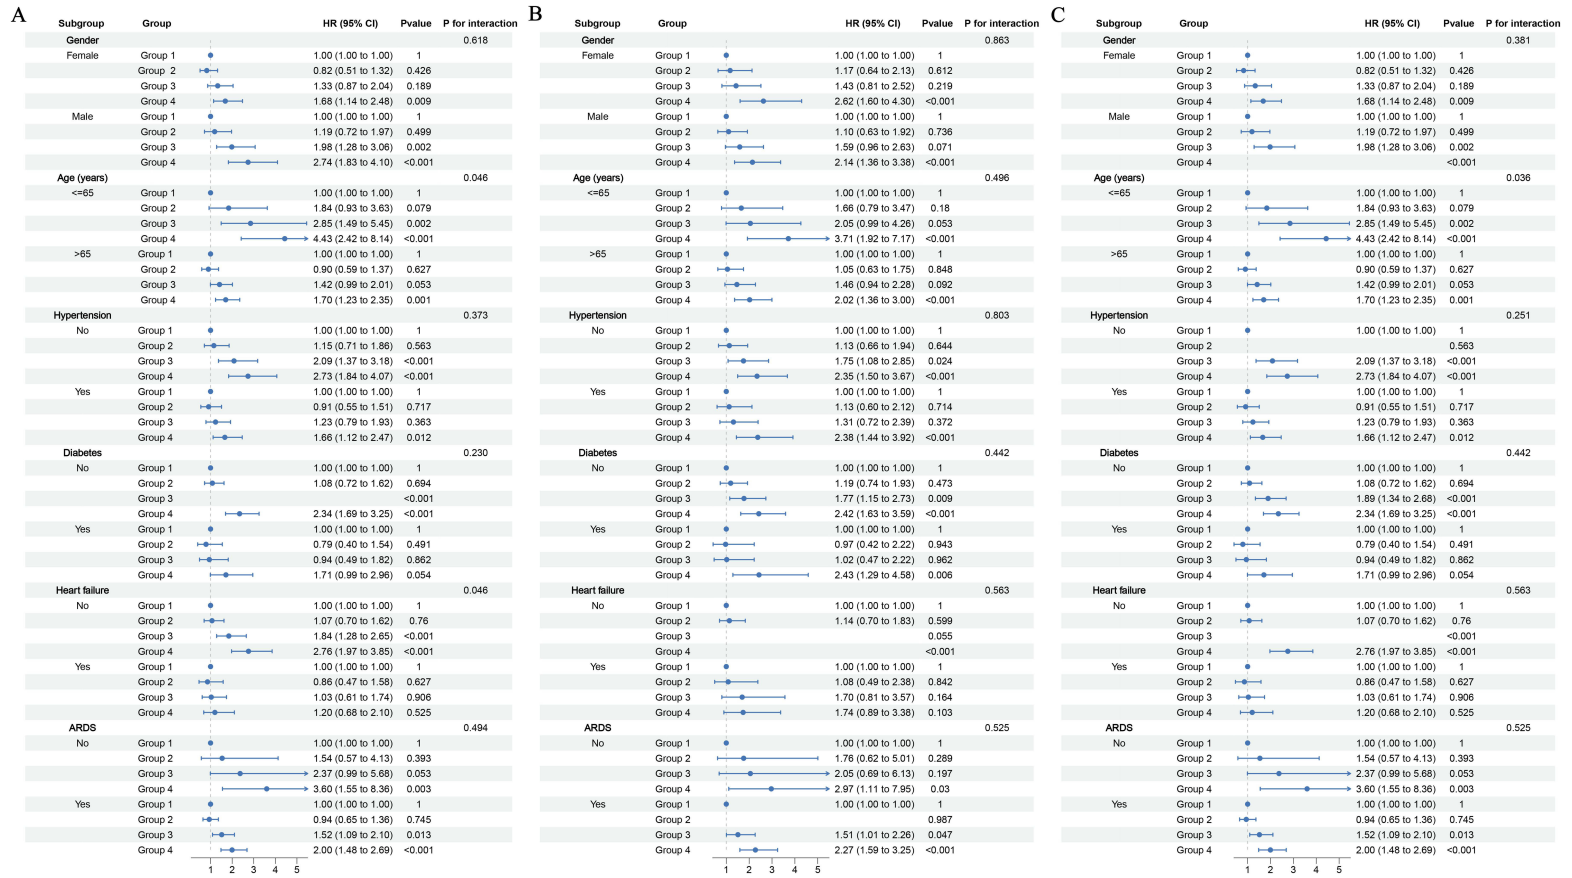 A
Subgroup Group HR (95% CI) Pvalue P for interaction
Gender 0.618
Female Group 1 1.00 (1.00 to 1.00) 1
Group 2 0.82 (0.51 to 1.32) 0.426
Group 3 1.33 (0.87 to 2.04) 0.189
Group 4 1.68 (1.14 to 2.48) 0.009
Male Group 1 1.00 (1.00 to 1.00) 1
Group 2 1.19 (0.72 to 1.97) 0.499
Group 3 1.98 (1.28 to 3.06) 0.002
Group 4 2.74 (1.83 to 4.10) <0.001
Age (years) 0.046
<=65 Group 1 1.00 (1.00 to 1.00) 1
Group 2 1.84 (0.93 to 3.63) 0.079
Group 3 2.85 (1.49 to 5.45) 0.002
Group 4 4.43 (2.42 to 8.14) <0.001
>65 Group 1 1.00 (1.00 to 1.00) 1
Group 2 0.90 (0.59 to 1.37) 0.627
Group 3 1.42 (0.99 to 2.01) 0.053
Group 4 1.70 (1.23 to 2.35) 0.001
Hypertension 0.373
No Group 1 1.00 (1.00 to 1.00) 1
Group 2 1.15 (0.71 to 1.86) 0.563
Group 3 2.09 (1.37 to 3.18) <0.001
Group 4 2.73 (1.84 to 4.07) <0.001
Yes Group 1 1.00 (1.00 to 1.00) 1
Group 2 0.91 (0.55 to 1.51) 0.717
Group 3 1.23 (0.79 to 1.93) 0.363
Group 4 1.66 (1.12 to 2.47) 0.012
Diabetes 0.230
No Group 1 1.00 (1.00 to 1.00) 1
Group 2 1.08 (0.72 to 1.62) 0.694
Group 3 <0.001
Group 4 2.34 (1.69 to 3.25) <0.001
Yes Group 1 1.00 (1.00 to 1.00) 1
Group 2 0.79 (0.40 to 1.54) 0.491
Group 3 0.94 (0.49 to 1.82) 0.862
Group 4 1.71 (0.99 to 2.96) 0.054
Heart failure 0.046
No Group 1 1.00 (1.00 to 1.00) 1
Group 2 1.07 (0.70 to 1.62) 0.76
Group 3 1.84 (1.28 to 2.65) <0.001
Group 4 2.76 (1.97 to 3.85) <0.001
Yes Group 1 1.00 (1.00 to 1.00) 1
Group 2 0.86 (0.47 to 1.58) 0.627
Group 3 1.03 (0.61 to 1.74) 0.906
Group 4 1.20 (0.68 to 2.10) 0.525
ARDS 0.494
No Group 1 1.00 (1.00 to 1.00) 1
Group 2 1.54 (0.57 to 4.13) 0.393
Group 3 2.37 (0.99 to 5.68) 0.053
Group 4 3.60 (1.55 to 8.36) 0.003
Yes Group 1 1.00 (1.00 to 1.00) 1
Group 2 0.94 (0.65 to 1.36) 0.745
Group 3 1.52 (1.09 to 2.10) 0.013
Group 4 2.00 (1.48 to 2.69) <0.001
1 2 3 4 5
B
Subgroup Group HR (95% CI) Pvalue P for interaction
Gender 0.863
Female Group 1 1.00 (1.00 to 1.00) 1
Group 2 1.17 (0.64 to 2.13) 0.612
Group 3 1.43 (0.81 to 2.52) 0.219
Group 4 2.62 (1.60 to 4.30) <0.001
Male Group 1 1.00 (1.00 to 1.00) 1
Group 2 1.10 (0.63 to 1.92) 0.736
Group 3 1.59 (0.96 to 2.63) 0.071
Group 4 2.14 (1.36 to 3.38) <0.001
Age (years) 0.496
<=65 Group 1 1.00 (1.00 to 1.00) 1
Group 2 1.66 (0.79 to 3.47) 0.18
Group 3 2.05 (0.99 to 4.26) 0.053
Group 4 3.71 (1.92 to 7.17) <0.001
>65 Group 1 1.00 (1.00 to 1.00) 1
Group 2 1.05 (0.63 to 1.75) 0.848
Group 3 1.46 (0.94 to 2.28) 0.092
Group 4 2.02 (1.36 to 3.00) <0.001
Hypertension 0.803
No Group 1 1.00 (1.00 to 1.00) 1
Group 2 1.13 (0.66 to 1.94) 0.644
Group 3 1.75 (1.08 to 2.85) 0.024
Group 4 2.35 (1.50 to 3.67) <0.001
Yes Group 1 1.00 (1.00 to 1.00) 1
Group 2 1.13 (0.60 to 2.12) 0.714
Group 3 1.31 (0.72 to 2.39) 0.372
Group 4 2.38 (1.44 to 3.92) <0.001
Diabetes 0.442
No Group 1 1.00 (1.00 to 1.00) 1
Group 2 1.19 (0.74 to 1.93) 0.473
Group 3 1.77 (1.15 to 2.73) 0.009
Group 4 2.42 (1.63 to 3.59) <0.001
Yes Group 1 1.00 (1.00 to 1.00) 1
Group 2 0.97 (0.42 to 2.22) 0.943
Group 3 1.02 (0.47 to 2.22) 0.962
Group 4 2.43 (1.29 to 4.58) 0.006
Heart failure 0.563
No Group 1 1.00 (1.00 to 1.00) 1
Group 2 1.14 (0.70 to 1.83) 0.599
Group 3 0.055
Group 4 <0.001
Yes Group 1 1.00 (1.00 to 1.00) 1
Group 2 1.08 (0.49 to 2.38) 0.842
Group 3 1.70 (0.81 to 3.57) 0.164
Group 4 1.74 (0.89 to 3.38) 0.103
ARDS 0.525
No Group 1 1.00 (1.00 to 1.00) 1
Group 2 1.76 (0.62 to 5.01) 0.289
Group 3 2.05 (0.69 to 6.13) 0.197
Group 4 2.97 (1.11 to 7.95) 0.03
Yes Group 1 1.00 (1.00 to 1.00) 1
Group 2 0.987
Group 3 1.51 (1.01 to 2.26) 0.047
Group 4 2.27 (1.59 to 3.25) <0.001
1 2 3 4 5
C
Subgroup Group HR (95% CI) Pvalue P for interaction
Gender 0.381
Female Group 1 1.00 (1.00 to 1.00) 1
Group 2 0.82 (0.51 to 1.32) 0.426
Group 3 1.33 (0.87 to 2.04) 0.189
Group 4 1.68 (1.14 to 2.48) 0.009
Male Group 1 1.00 (1.00 to 1.00) 1
Group 2 1.19 (0.72 to 1.97) 0.499
Group 3 1.98 (1.28 to 3.06) 0.002
Group 4 <0.001
Age (years) 0.036
<=65 Group 1 1.00 (1.00 to 1.00) 1
Group 2 1.84 (0.93 to 3.63) 0.079
Group 3 2.85 (1.49 to 5.45) 0.002
Group 4 4.43 (2.42 to 8.14) <0.001
>65 Group 1 1.00 (1.00 to 1.00) 1
Group 2 0.90 (0.59 to 1.37) 0.627
Group 3 1.42 (0.99 to 2.01) 0.053
Group 4 1.70 (1.23 to 2.35) 0.001
Hypertension 0.251
No Group 1 1.00 (1.00 to 1.00) 1
Group 2 0.563
Group 3 2.09 (1.37 to 3.18) <0.001
Group 4 2.73 (1.84 to 4.07) <0.001
Yes Group 1 1.00 (1.00 to 1.00) 1
Group 2 0.91 (0.55 to 1.51) 0.717
Group 3 1.23 (0.79 to 1.93) 0.363
Group 4 1.66 (1.12 to 2.47) 0.012
Diabetes 0.442
No Group 1 1.00 (1.00 to 1.00) 1
Group 2 1.08 (0.72 to 1.62) 0.694
Group 3 1.89 (1.34 to 2.68) <0.001
Group 4 2.34 (1.69 to 3.25) <0.001
Yes Group 1 1.00 (1.00 to 1.00) 1
Group 2 0.79 (0.40 to 1.54) 0.491
Group 3 0.94 (0.49 to 1.82) 0.862
Group 4 1.71 (0.99 to 2.96) 0.054
Heart failure 0.563
No Group 1 1.00 (1.00 to 1.00) 1
Group 2 1.07 (0.70 to 1.62) 0.76
Group 3 <0.001
Group 4 2.76 (1.97 to 3.85) <0.001
Yes Group 1 1.00 (1.00 to 1.00) 1
Group 2 0.86 (0.47 to 1.58) 0.627
Group 3 1.03 (0.61 to 1.74) 0.906
Group 4 1.20 (0.68 to 2.10) 0.525
ARDS 0.525
No Group 1 1.00 (1.00 to 1.00) 1
Group 2 1.54 (0.57 to 4.13) 0.393
Group 3 2.37 (0.99 to 5.68) 0.053
Group 4 3.60 (1.55 to 8.36) 0.003
Yes Group 1 1.00 (1.00 to 1.00) 1
Group 2 0.94 (0.65 to 1.36) 0.745
Group 3 1.52 (1.09 to 2.10) 0.013
Group 4 2.00 (1.48 to 2.69) <0.001
1 2 3 4 5